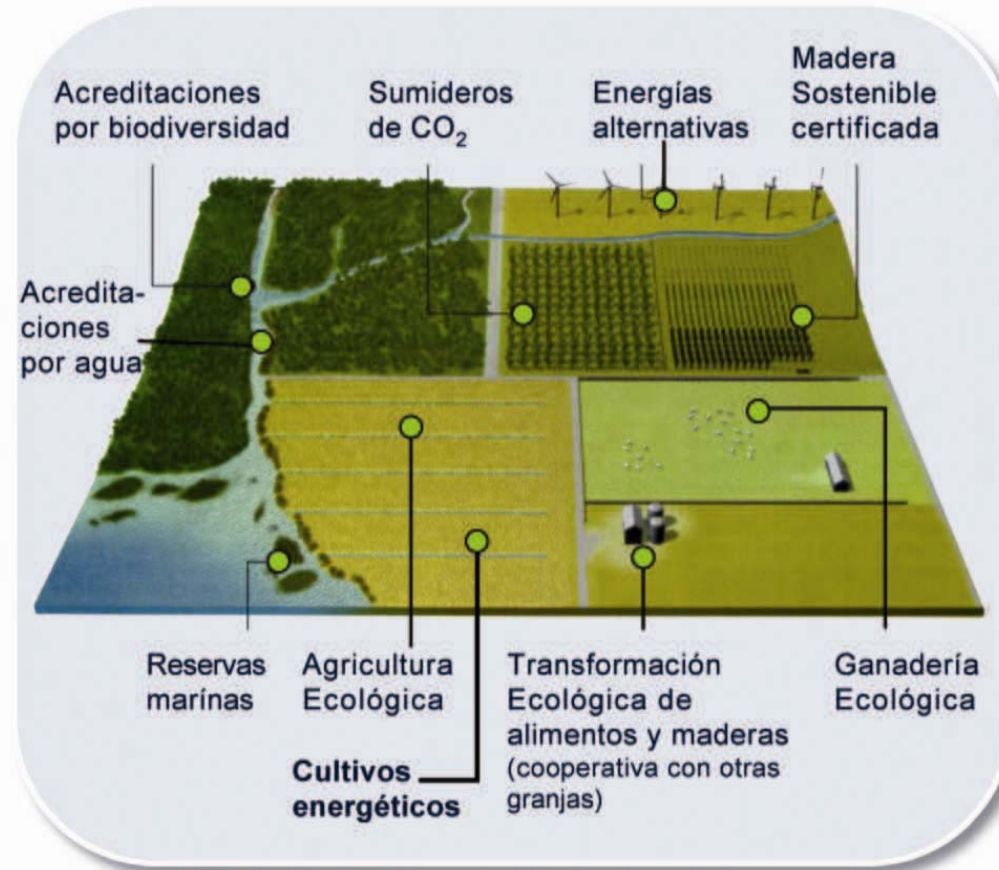 Acreditaciones
por biodiversidad
Sumideros
de CO₂
Energías
alternativas
Madera
Sostenible
certificada
Acredita-
ciones
por agua
Reservas
marínas
Agricultura
Ecológica
Cultivos
energéticos
Transformación
Ecológica de
alimentos y maderas
(cooperativa con otras
granjas)
Ganadería
Ecológica